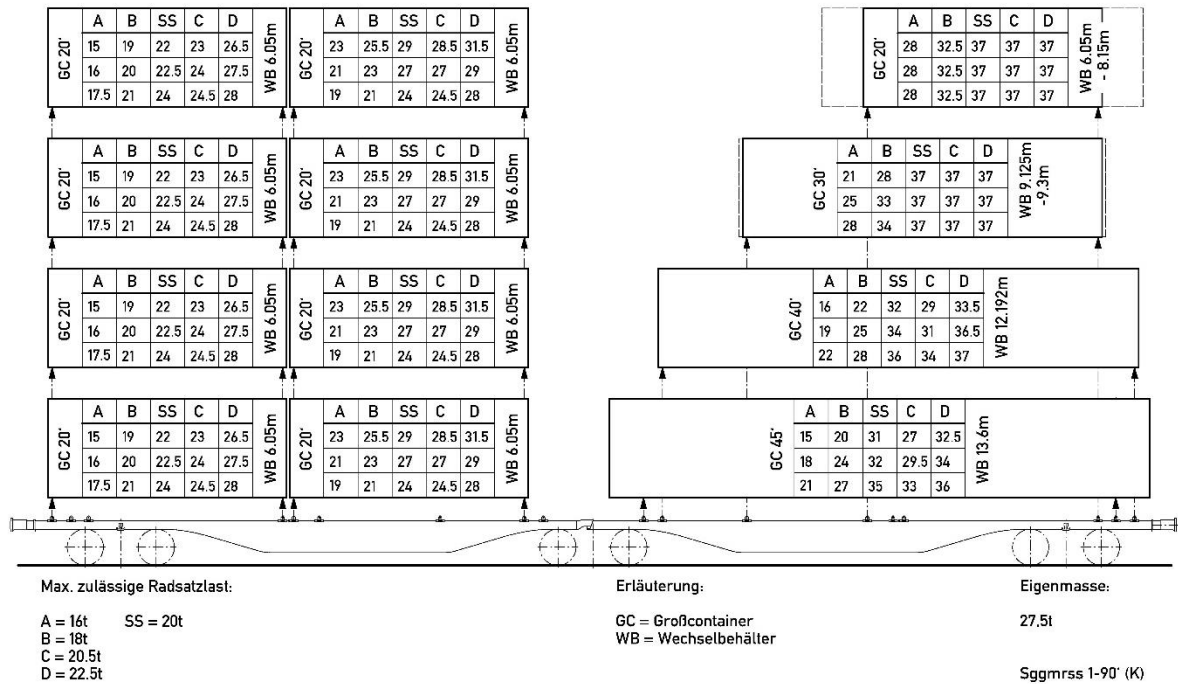 GC 20' A B SS C D WB 6.05m
15 19 22 23 26.5
16 20 22.5 24 27.5
17.5 21 24 24.5 28
GC 20' A B SS C D WB 6.05m
23 25.5 29 28.5 31.5
21 23 27 27 29
19 21 24 24.5 28
GC 20' A B SS C D WB 6.05m - 8.15m
28 32.5 37 37 37
28 32.5 37 37 37
28 32.5 37 37 37
GC 20' A B SS C D WB 6.05m
15 19 22 23 26.5
16 20 22.5 24 27.5
17.5 21 24 24.5 28
GC 20' A B SS C D WB 6.05m
23 25.5 29 28.5 31.5
21 23 27 27 29
19 21 24 24.5 28
GC 30' A B SS C D WB 9.125m -9.3m
21 28 37 37 37
25 33 37 37 37
28 34 37 37 37
GC 20' A B SS C D WB 6.05m
15 19 22 23 26.5
16 20 22.5 24 27.5
17.5 21 24 24.5 28
GC 20' A B SS C D WB 6.05m
23 25.5 29 28.5 31.5
21 23 27 27 29
19 21 24 24.5 28
GC 40' A B SS C D WB 12.192m
16 22 32 29 33.5
19 25 34 31 36.5
22 28 36 34 37
GC 20' A B SS C D WB 6.05m
15 19 22 23 26.5
16 20 22.5 24 27.5
17.5 21 24 24.5 28
GC 20' A B SS C D WB 6.05m
23 25.5 29 28.5 31.5
21 23 27 27 29
19 21 24 24.5 28
GC 45' A B SS C D WB 13.6m
15 20 31 27 32.5
18 24 32 29.5 34
21 27 35 33 36
Max. zulässige Radsatzlast:
A = 16t SS = 20t
B = 18t
C = 20.5t
D = 22.5t
Erläuterung:
GC = Großcontainer
WB = Wechselbehälter
Eigenmasse:
27,5t
Sggmrss 1-90' (K)